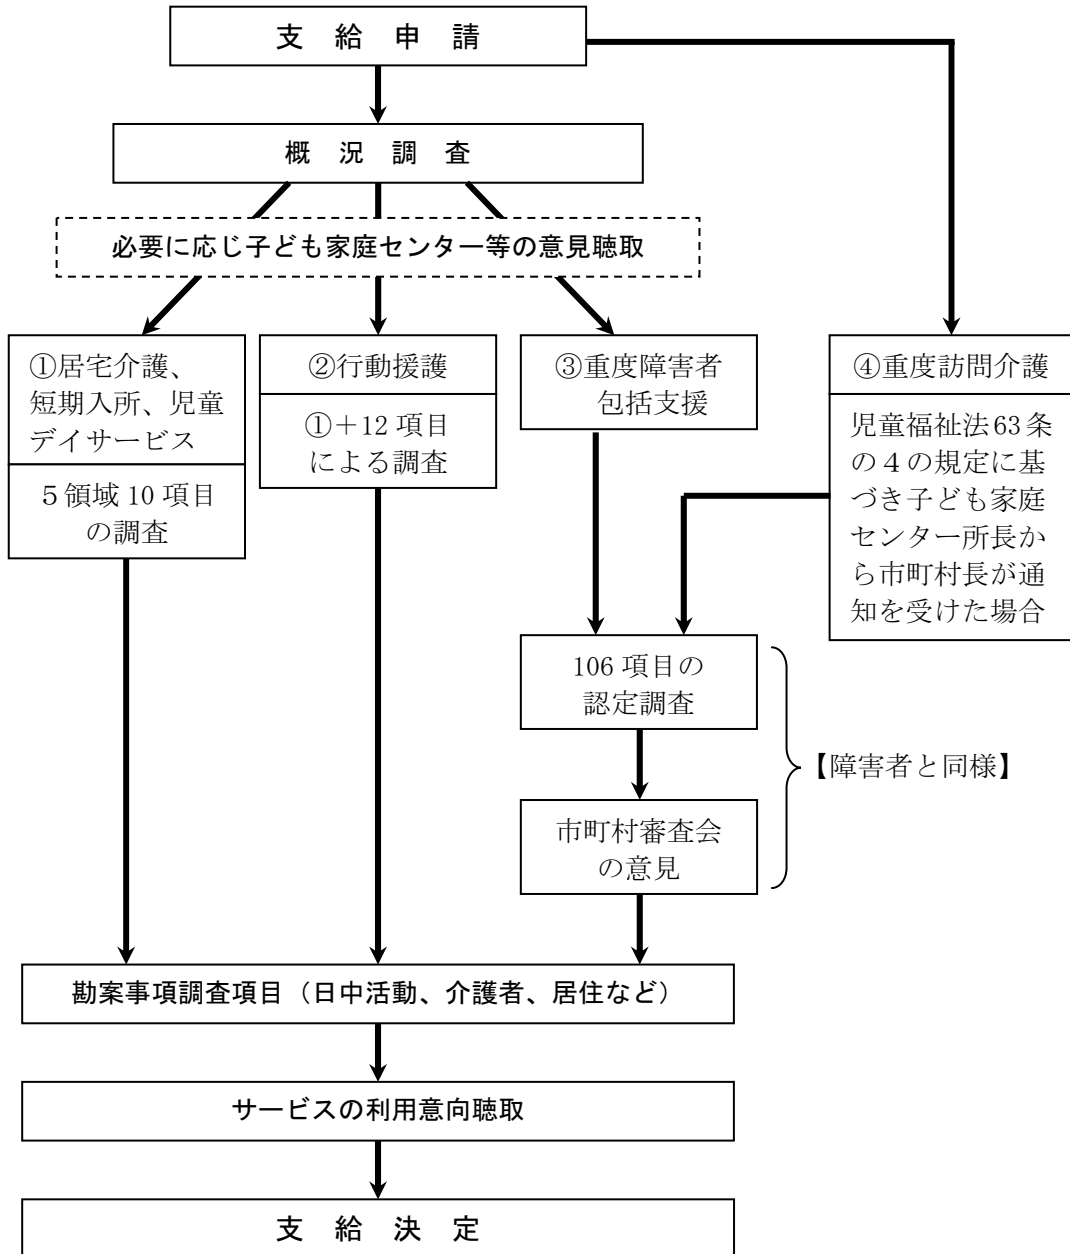 支　給　申　請
概　況　調　査
必要に応じ子ども家庭センター等の意見聴取
①居宅介護、
短期入所、児童
デイサービス
５領域 10 項目
の調査
②行動援護
①＋12 項目
による調査
③重度障害者
包括支援
④重度訪問介護
児童福祉法 63 条
の４の規定に基
づき子ども家庭
センター所長か
ら市町村長が通
知を受けた場合
106 項目の
認定調査
【障害者と同様】
市町村審査会
の意見
勘案事項調査項目（日中活動、介護者、居住など）
サービスの利用意向聴取
支　給　決　定